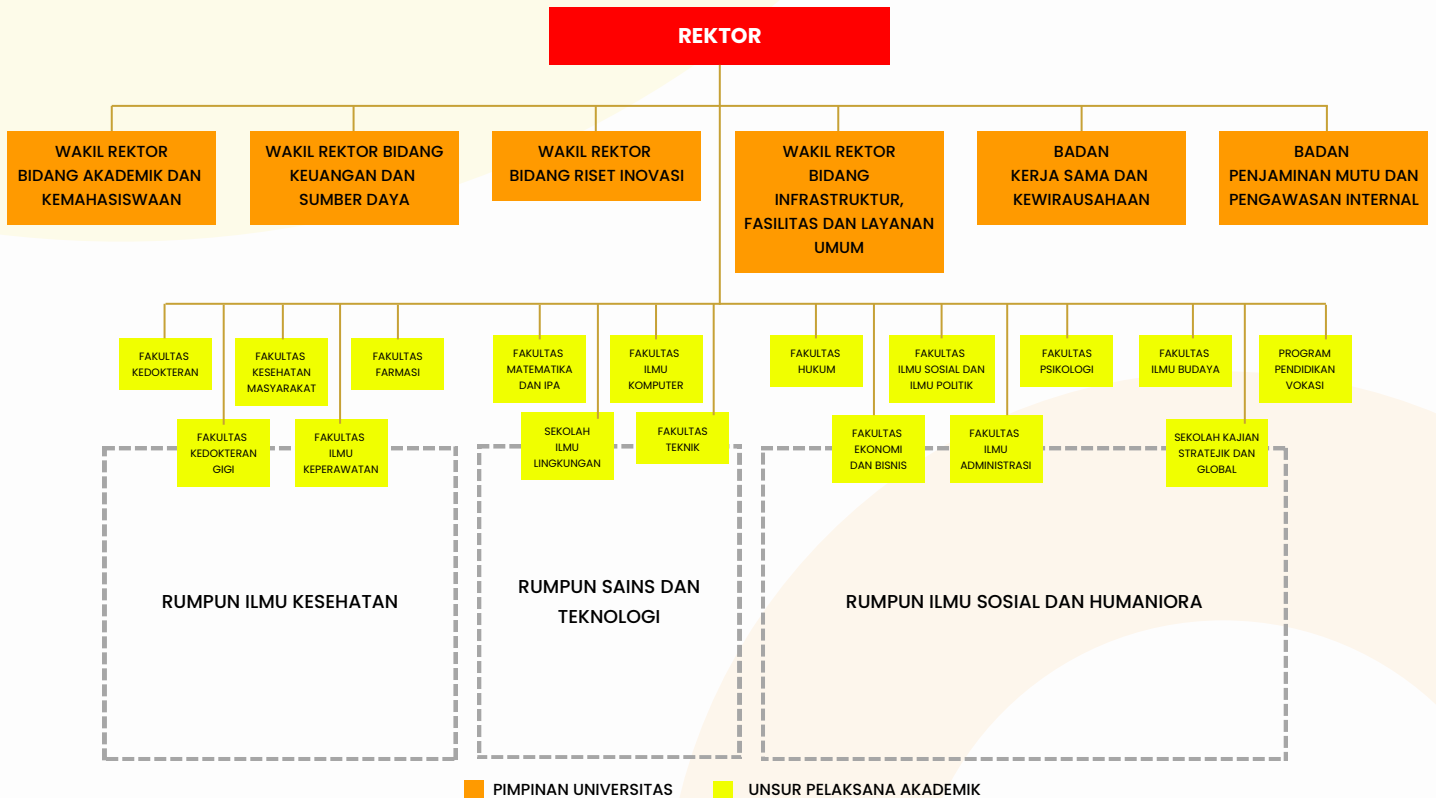 REKTOR
WAKIL REKTOR
BIDANG AKADEMIK DAN
KEMAHASISWAAN
WAKIL REKTOR BIDANG
KEUANGAN DAN
SUMBER DAYA
WAKIL REKTOR
BIDANG RISET INOVASI
WAKIL REKTOR
BIDANG
INFRASTRUKTUR,
FASILITAS DAN LAYANAN
UMUM
BADAN
KERJA SAMA DAN
KEWIRAUSAHAAN
BADAN
PENJAMINAN MUTU DAN
PENGAWASAN INTERNAL
FAKULTAS
KEDOKTERAN
FAKULTAS
KESEHATAN
MASYARAKAT
FAKULTAS
FARMASI
FAKULTAS
KEDOKTERAN
GIGI
FAKULTAS
ILMU
KEPERAWATAN
FAKULTAS
MATEMATIKA
DAN IPA
FAKULTAS
ILMU
KOMPUTER
SEKOLAH
ILMU
LINGKUNGAN
FAKULTAS
TEKNIK
FAKULTAS
HUKUM
FAKULTAS
ILMU SOSIAL DAN
ILMU POLITIK
FAKULTAS
PSIKOLOGI
FAKULTAS
ILMU BUDAYA
PROGRAM
PENDIDIKAN
VOKASI
FAKULTAS
EKONOMI
DAN BISNIS
FAKULTAS
ILMU
ADMINISTRASI
SEKOLAH KAJIAN
STRATEJIK DAN
GLOBAL
RUMPUN ILMU KESEHATAN
RUMPUN SAINS DAN
TEKNOLOGI
RUMPUN ILMU SOSIAL DAN HUMANIORA
PIMPINAN UNIVERSITAS
UNSUR PELAKSANA AKADEMIK